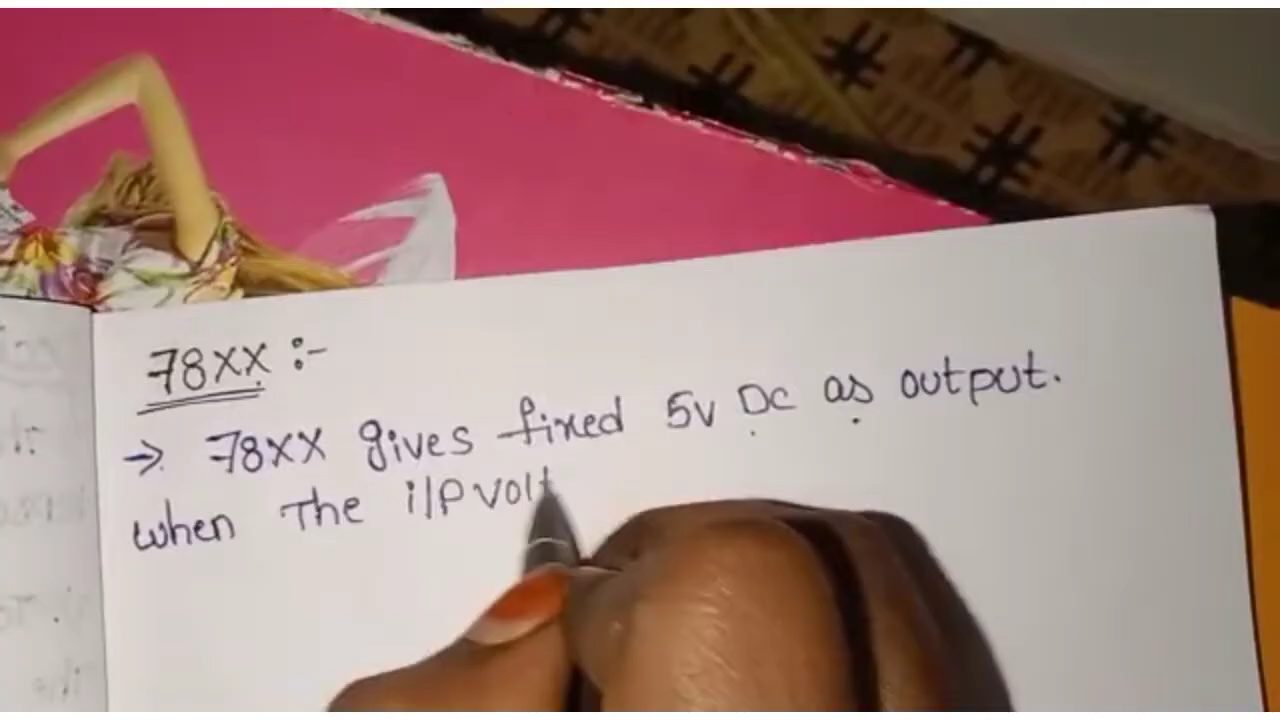 78XX :-
→ 78XX gives fixed 5v Dc as output.
when The i/p volt